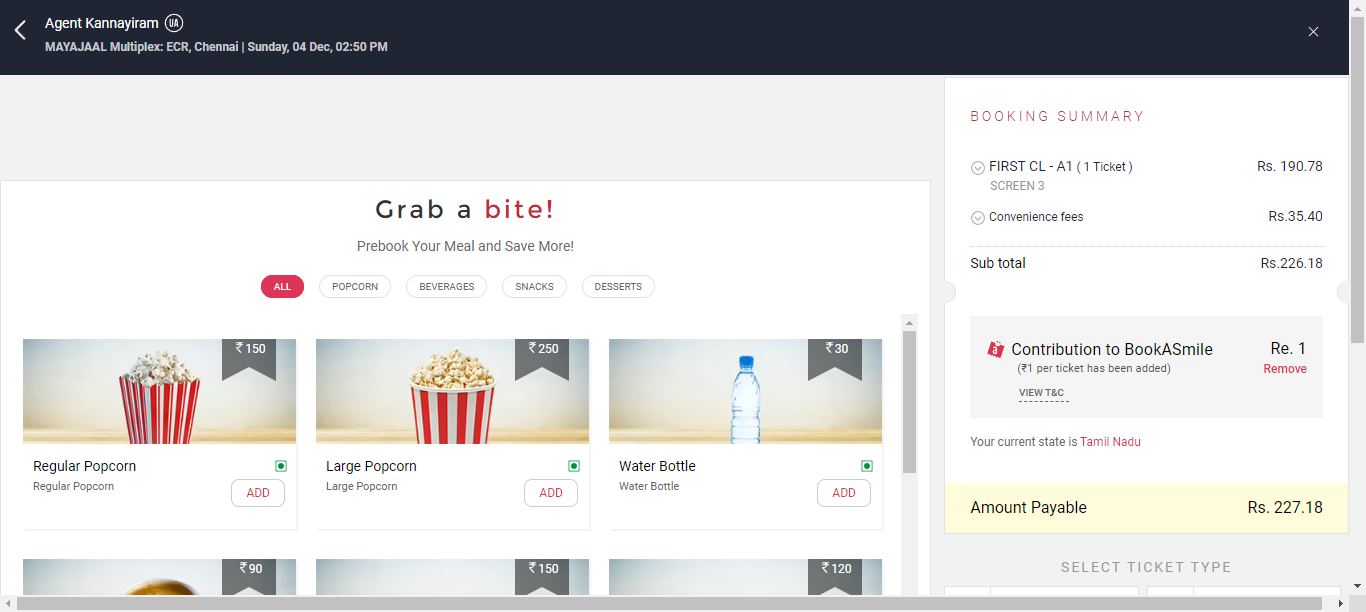 Agent Kannayiram UA
MAYAJAAL Multiplex: ECR, Chennai | Sunday, 04 Dec, 02:50 PM
Grab a bite!
Prebook Your Meal and Save More!
ALL POPCORN BEVERAGES SNACKS DESSERTS
₹150
Regular Popcorn
Regular Popcorn
ADD
₹250
Large Popcorn
Large Popcorn
ADD
₹30
Water Bottle
Water Bottle
ADD
₹90
₹150
₹120
BOOKING SUMMARY
FIRST CL - A1 ( 1 Ticket ) Rs. 190.78
SCREEN 3
Convenience fees Rs.35.40
Sub total Rs.226.18
Contribution to BookASmile Re. 1
(₹1 per ticket has been added) Remove
VIEW T&C
Your current state is Tamil Nadu
Amount Payable Rs. 227.18
SELECT TICKET TYPE